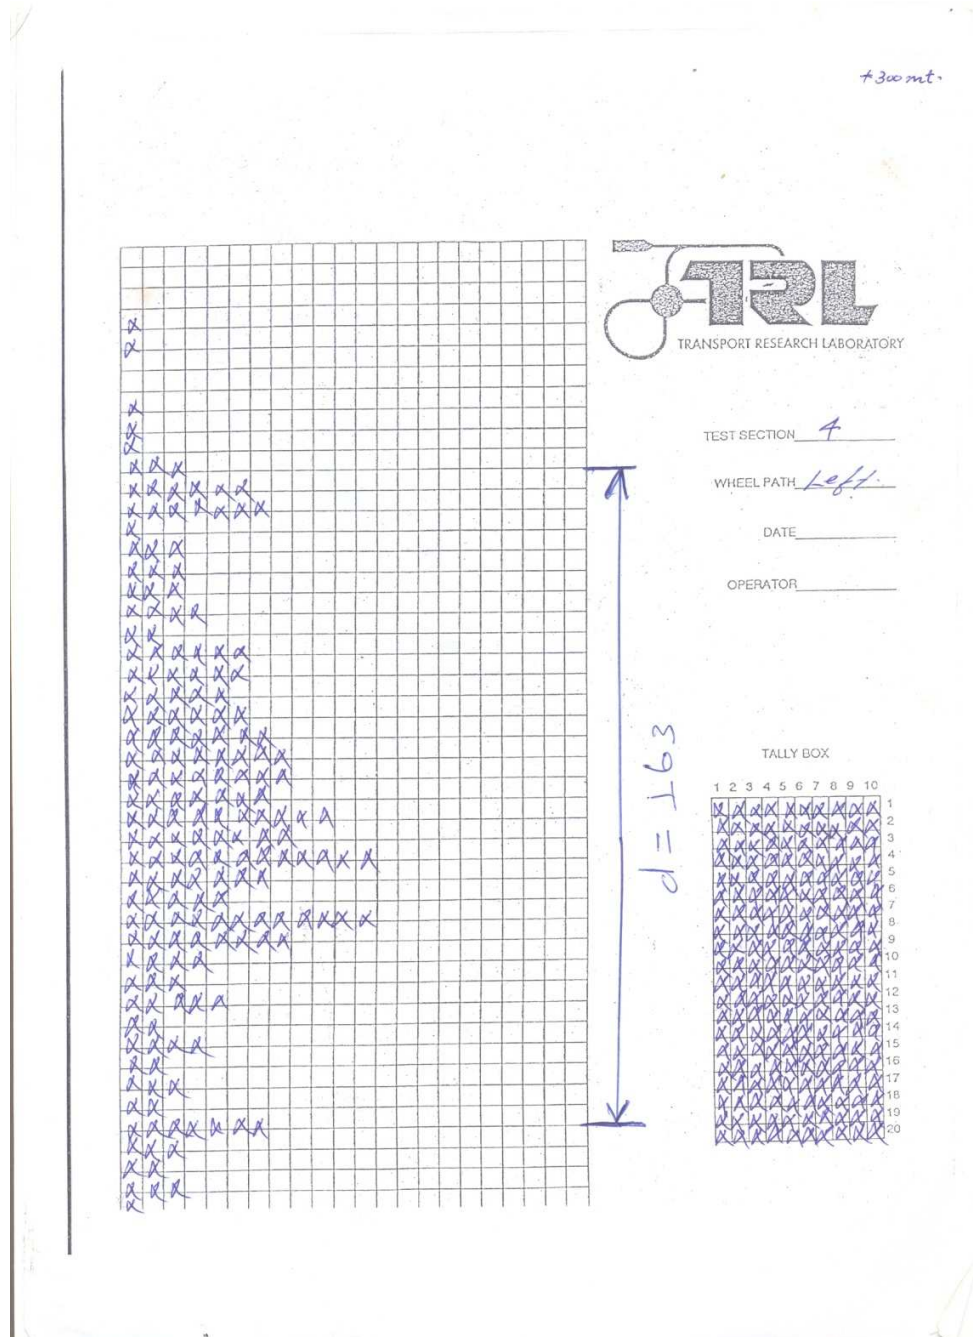 +300 mt.
TRL
TRANSPORT RESEARCH LABORATORY
TEST SECTION 4
WHEEL PATH Left.
DATE
OPERATOR
d = 163
TALLY BOX
1 2 3 4 5 6 7 8 9 10
1
2
3
4
5
6
7
8
9
10
11
12
13
14
15
16
17
18
19
20